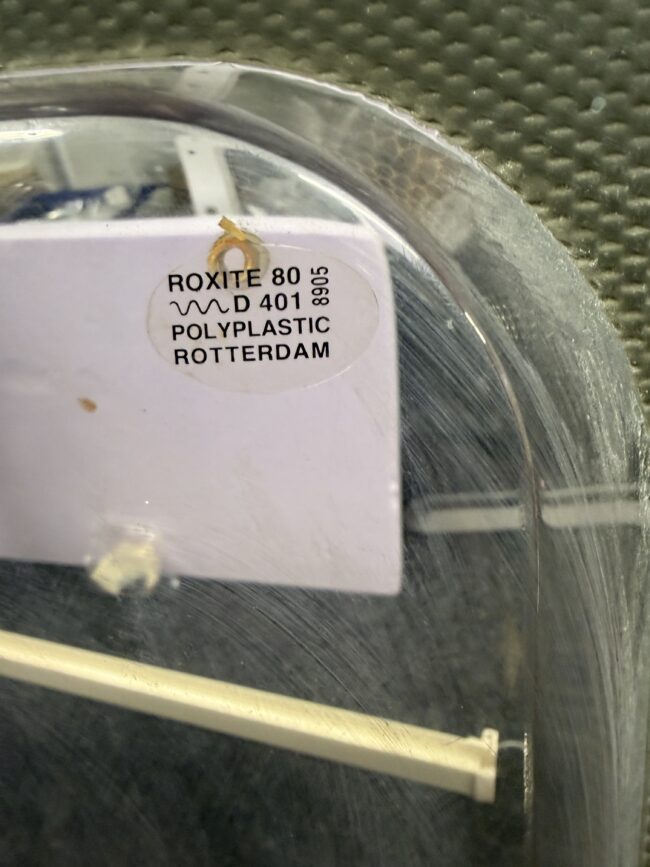 ROXITE 80
D 401
POLYPLASTIC
ROTTERDAM
8905